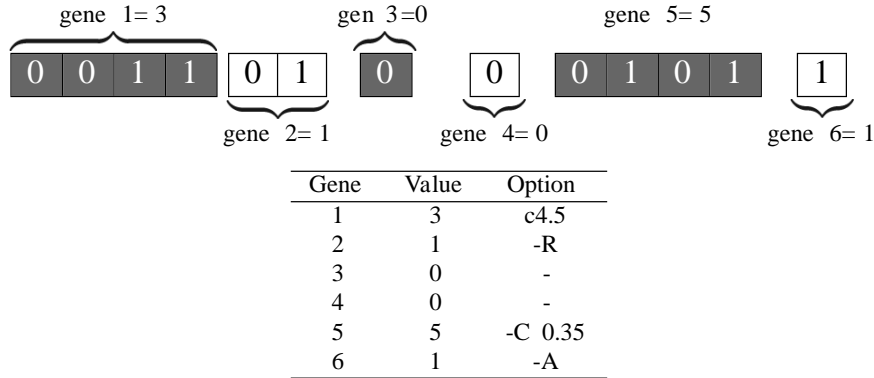 gene 1= 3 gen 3=0 gene 5= 5
0 0 1 1 0 1 0 0 0 1 0 1 1
gene 2= 1 gene 4= 0 gene 6= 1
Gene Value Option
1 3 c4.5
2 1 -R
3 0 -
4 0 -
5 5 -C 0.35
6 1 -A